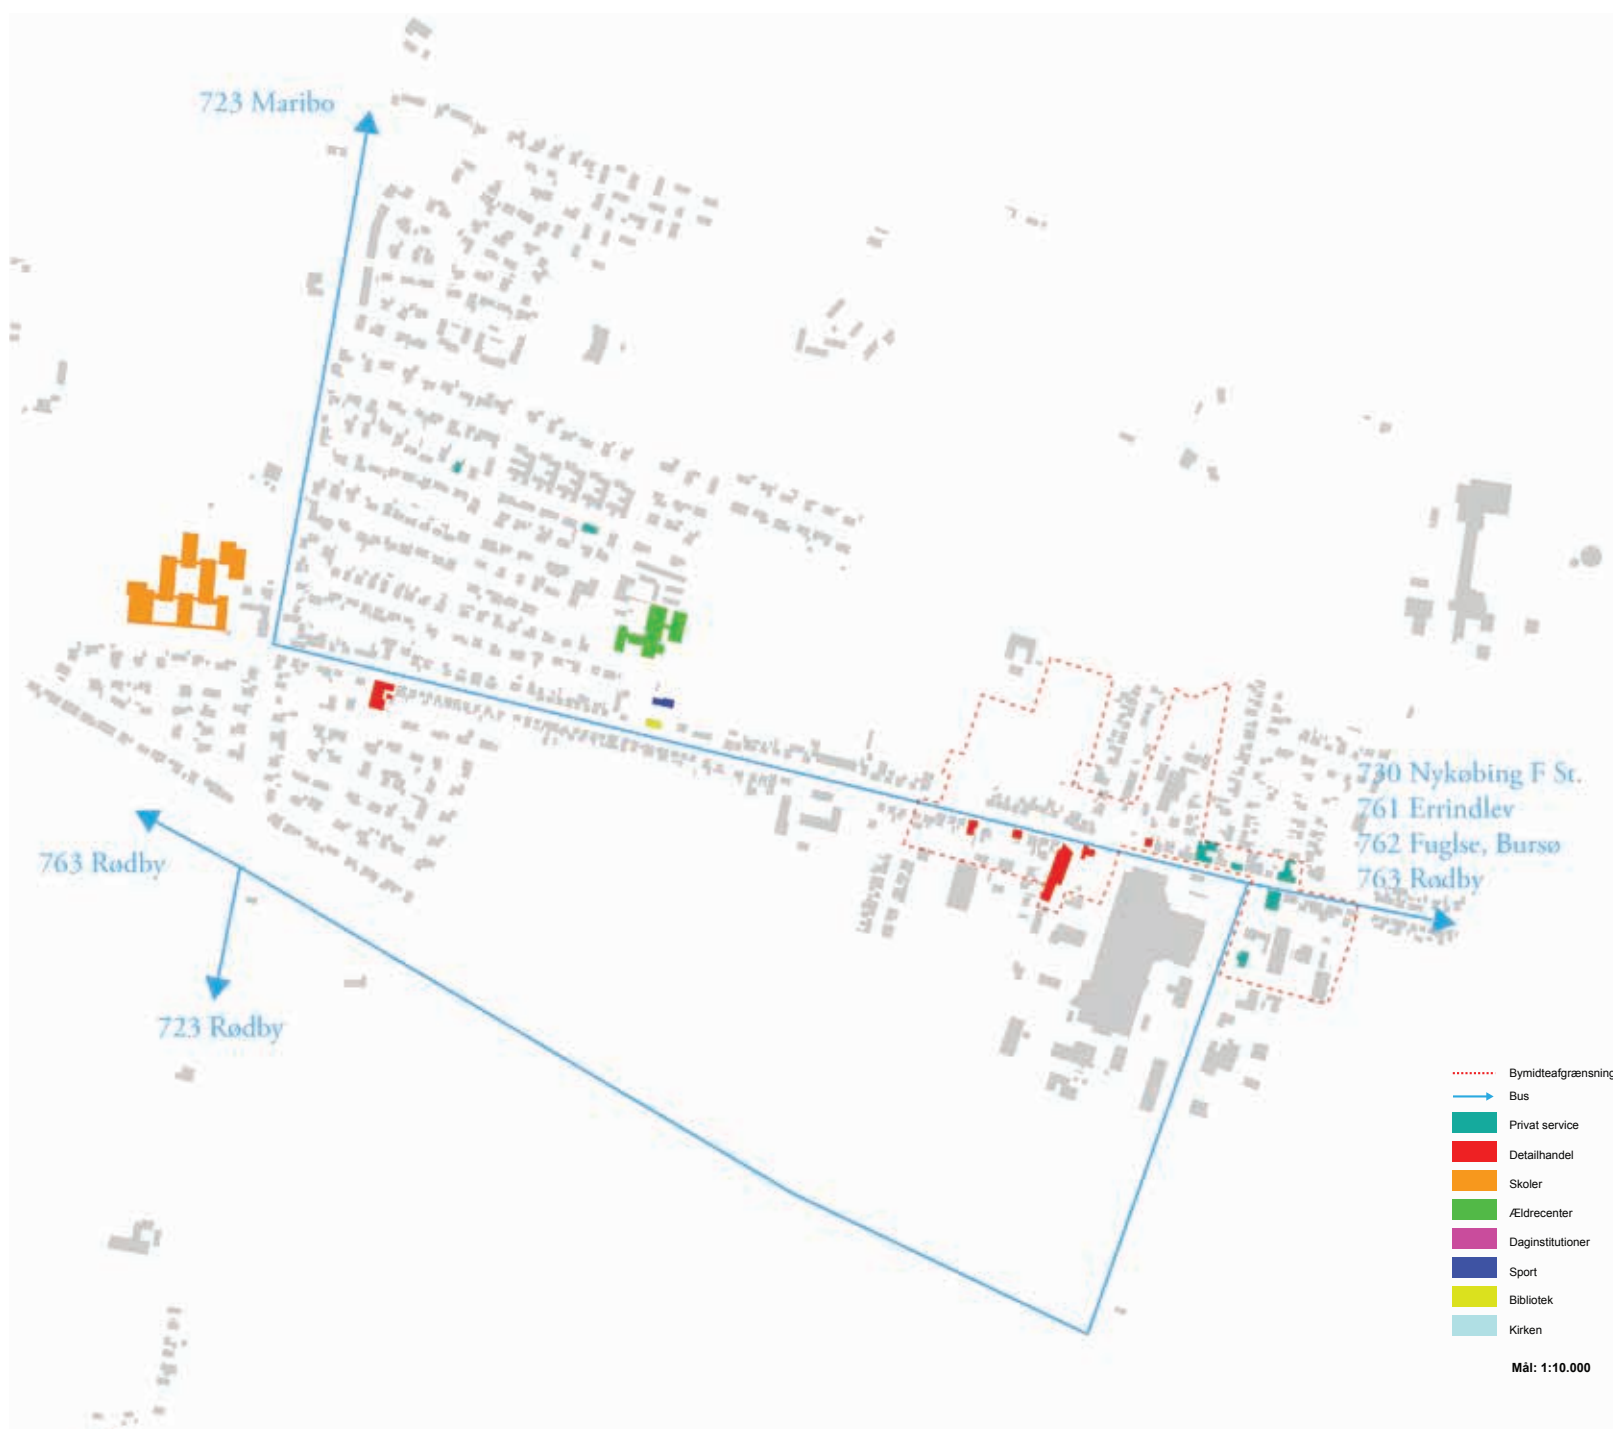 723 Maribo
730 Nykøbing F St.
761 Errindlev
762 Fuglse, Bursø
763 Rødby
763 Rødby
723 Rødby
Bymidteafgrænsning
Bus
Privat service
Detailhandel
Skoler
Ældrecenter
Daginstitutioner
Sport
Bibliotek
Kirken
Mål: 1:10.000